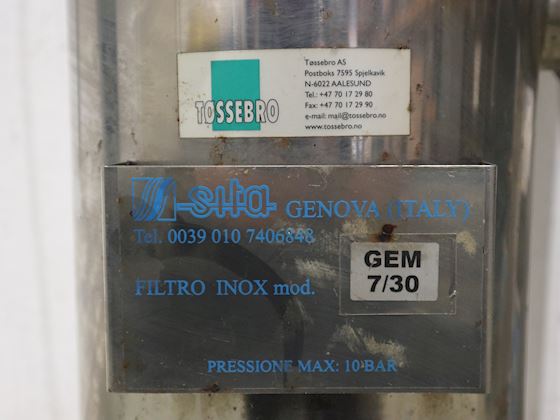 TØSSEBRO
Tøssebro AS
Postboks 7595 Spjelkavik
N-6022 AALESUND
Tel.: +47 70 17 29 80
Fax: +47 70 17 29 90
e-mail: mail@tossebro.no
www.tossebro.no
sita GENOVA (ITALY)
Tel. 0039 010 7406848
FILTRO INOX mod.
GEM
7/30
PRESSIONE MAX: 10 BAR